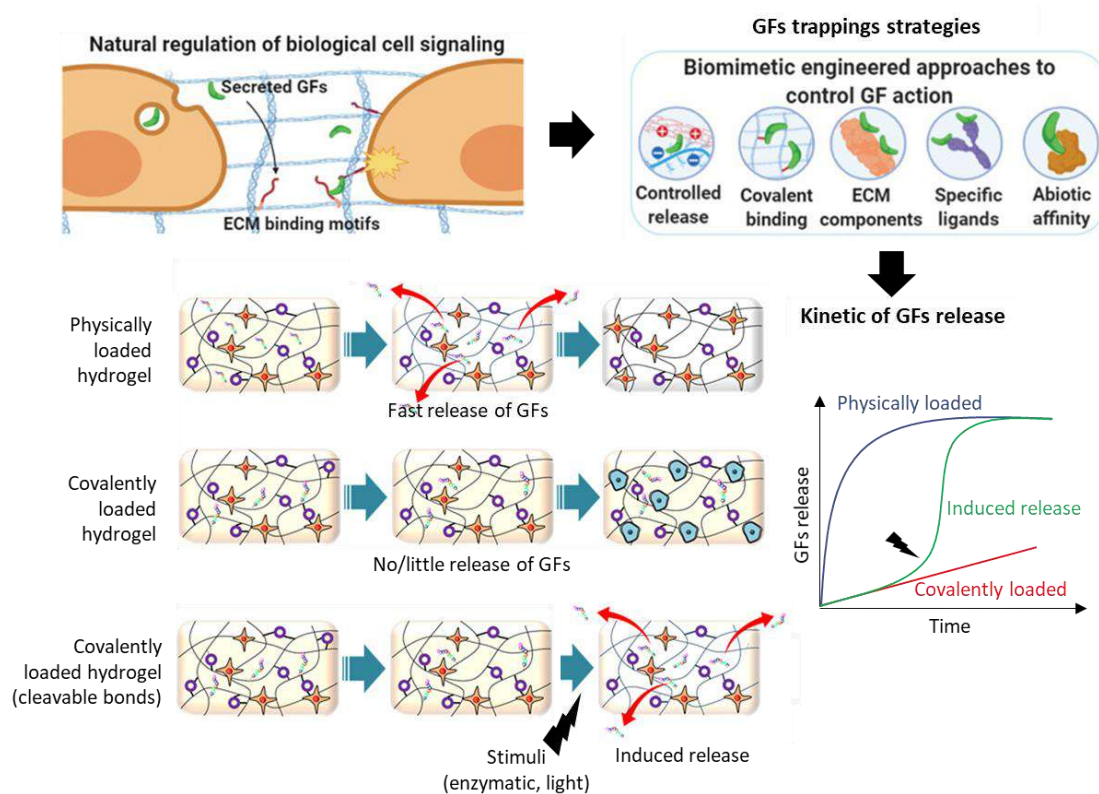 Natural regulation of biological cell signaling
Secreted GFs
ECM binding motifs
GFs trappings strategies
Biomimetic engineered approaches to
control GF action
Controlled
release
Covalent
binding
ECM
components
Specific
ligands
Abiotic
affinity
Physically
loaded
hydrogel
Fast release of GFs
Covalently
loaded
hydrogel
No/little release of GFs
Covalently
loaded hydrogel
(cleavable bonds)
Stimuli
(enzymatic, light)
Induced release
Kinetic of GFs release
Physically loaded
Induced release
Covalently loaded
GFs release
Time